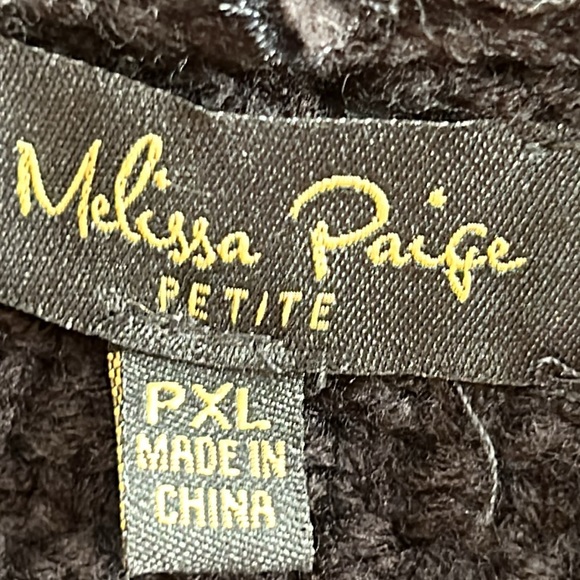 Melissa Paige
PETITE
PXL
MADE IN
CHINA